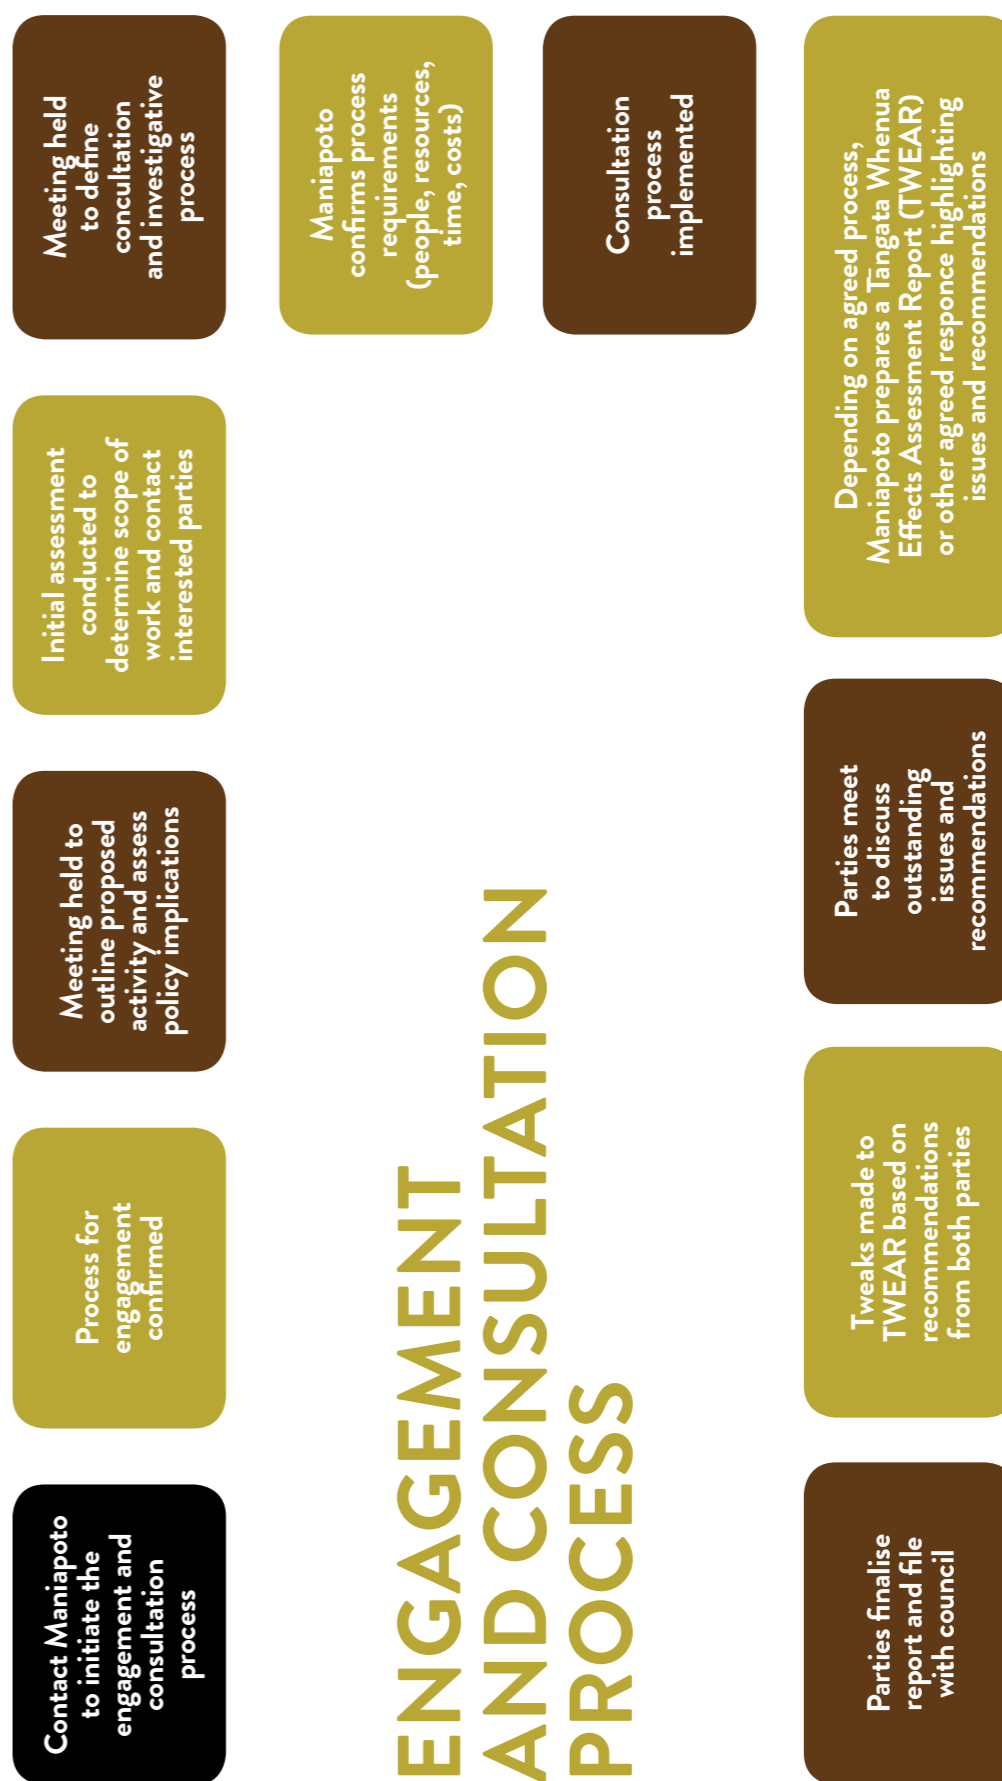 Contact Maniapoto
to initiate the
engagement and
consultation
process
Process for
engagement
confirmed
Meeting held to
outline proposed
activity and assess
policy implications
Initial assessment
conducted to
determine scope of
work and contact
interested parties
Meeting held
to define
concultation
and investigative
process
Maniapoto
confirms process
requirements
(people, resources,
time, costs)
Consultation
process
implemented
ENGAGEMENT
AND CONSULTATION
PROCESS
Depending on agreed process,
Maniapoto prepares a Tangata Whenua
Effects Assessment Report (TWEAR)
or other agreed responce highlighting
issues and recommendations
Parties meet
to discuss
outstanding
issues and
recommendations
Tweaks made to
TWEAR based on
recommendations
from both parties
Parties finalise
report and file
with council